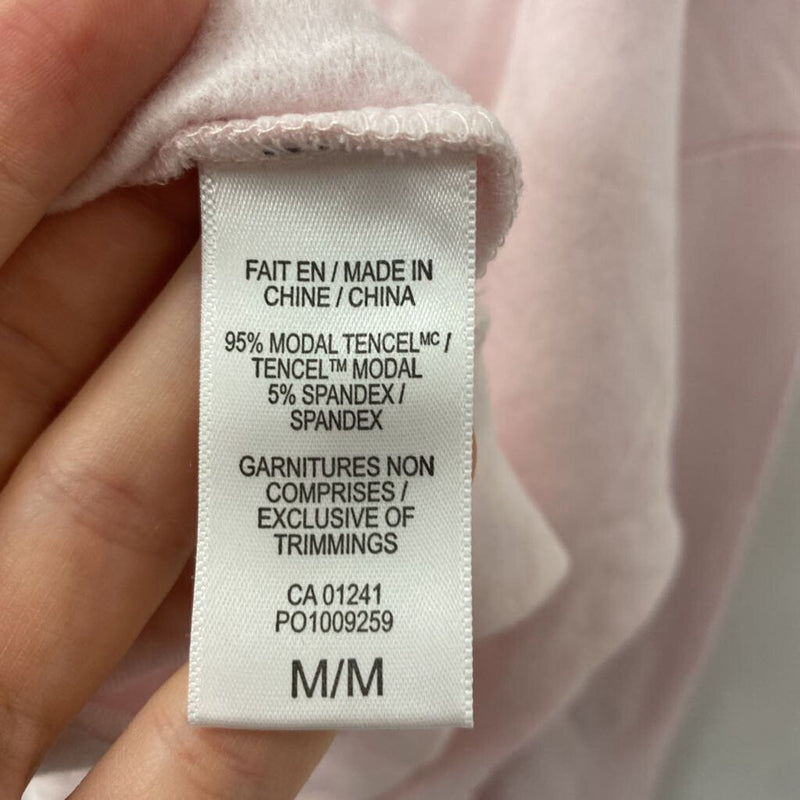 FAIT EN / MADE IN
CHINE / CHINA
95% MODAL TENCELᴹᶜ /
TENCEL™ MODAL
5% SPANDEX /
SPANDEX
GARNITURES NON
COMPRISES /
EXCLUSIVE OF
TRIMMINGS
CA 01241
PO1009259
M/M